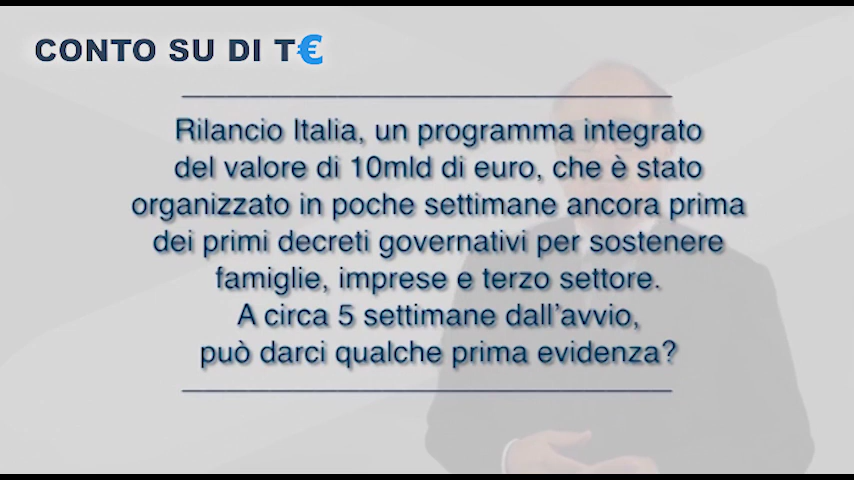 CONTO SU DI T€
Rilancio Italia, un programma integrato
del valore di 10mld di euro, che è stato
organizzato in poche settimane ancora prima
dei primi decreti governativi per sostenere
famiglie, imprese e terzo settore.
A circa 5 settimane dall'avvio,
può darci qualche prima evidenza?